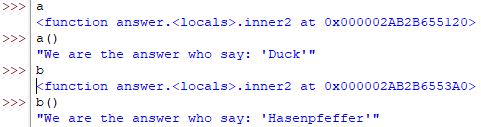 >>> a
<function answer.<locals>.inner2 at 0x000002AB2B655120>
>>> a()
"We are the answer who say: 'Duck'"
>>> b
<function answer.<locals>.inner2 at 0x000002AB2B6553A0>
>>> b()
"We are the answer who say: 'Hasenpfeffer'"